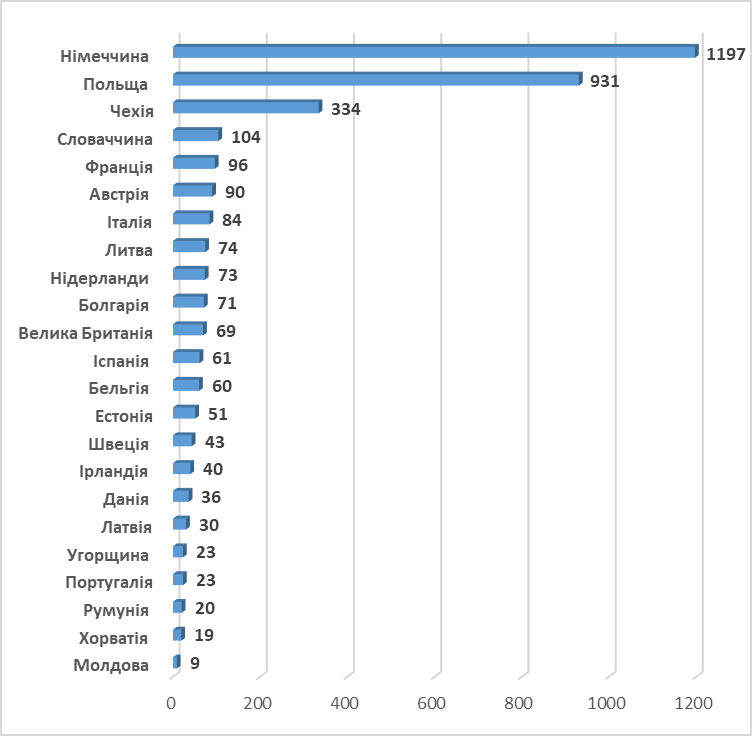 Німеччина 1197
Польща 931
Чехія 334
Словаччина 104
Франція 96
Австрія 90
Італія 84
Литва 74
Нідерланди 73
Болгарія 71
Велика Британія 69
Іспанія 61
Бельгія 60
Естонія 51
Швеція 43
Ірландія 40
Данія 36
Латвія 30
Угорщина 23
Португалія 23
Румунія 20
Хорватія 19
Молдова 9
0 200 400 600 800 1000 1200